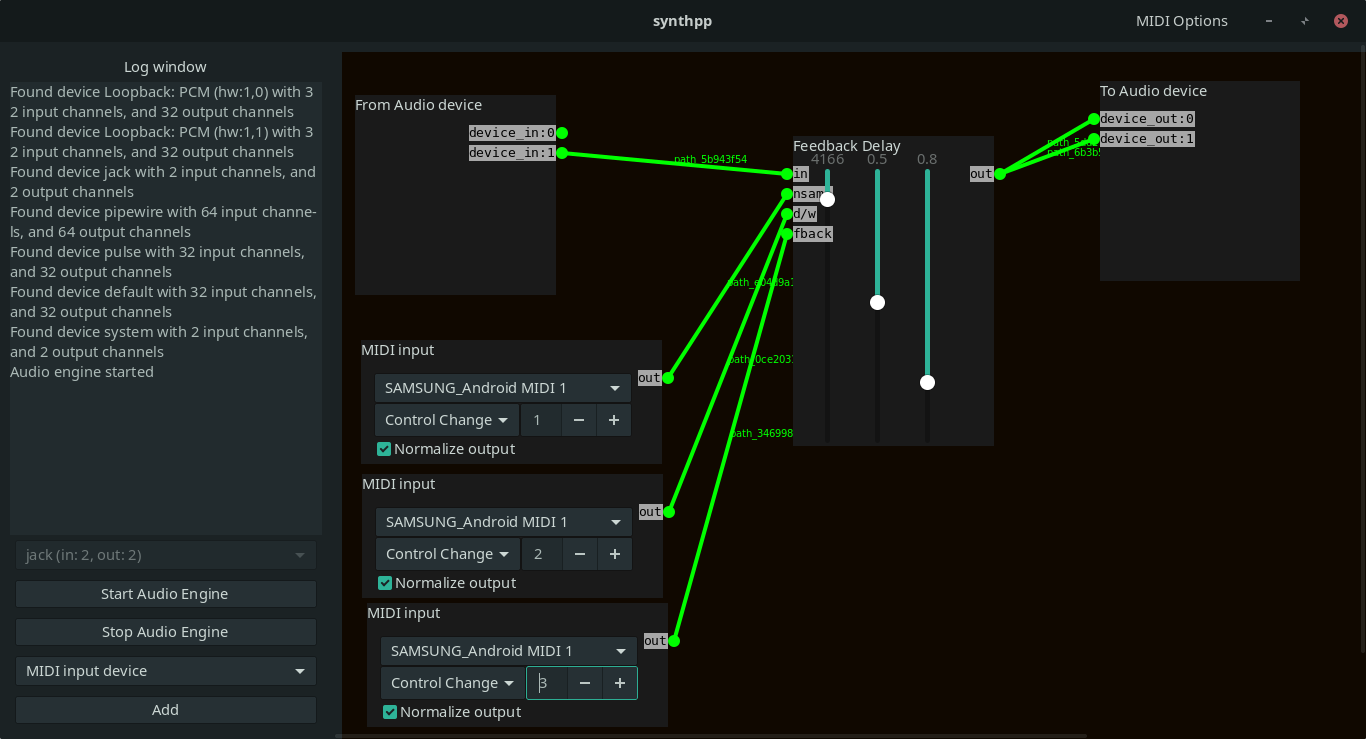 synthpp
MIDI Options
Log window
Found device Loopback: PCM (hw:1,0) with 3
2 input channels, and 32 output channels
Found device Loopback: PCM (hw:1,1) with 3
2 input channels, and 32 output channels
Found device jack with 2 input channels, and
2 output channels
Found device pipewire with 64 input channe-
ls, and 64 output channels
Found device pulse with 32 input channels,
and 32 output channels
Found device default with 32 input channels,
and 32 output channels
Found device system with 2 input channels,
and 2 output channels
Audio engine started
jack (in: 2, out: 2)
Start Audio Engine
Stop Audio Engine
MIDI input device
Add
From Audio device
device_in:0
device_in:1
path_5b943f54
MIDI input
out
SAMSUNG_Android MIDI 1
Control Change
1
Normalize output
MIDI input
out
SAMSUNG_Android MIDI 1
Control Change
2
Normalize output
MIDI input
out
SAMSUNG_Android MIDI 1
Control Change
3
Normalize output
path_346998
Feedback Delay
4166 0.5 0.8
in
d/w
fback
out
To Audio device
device_out:0
device_out:1